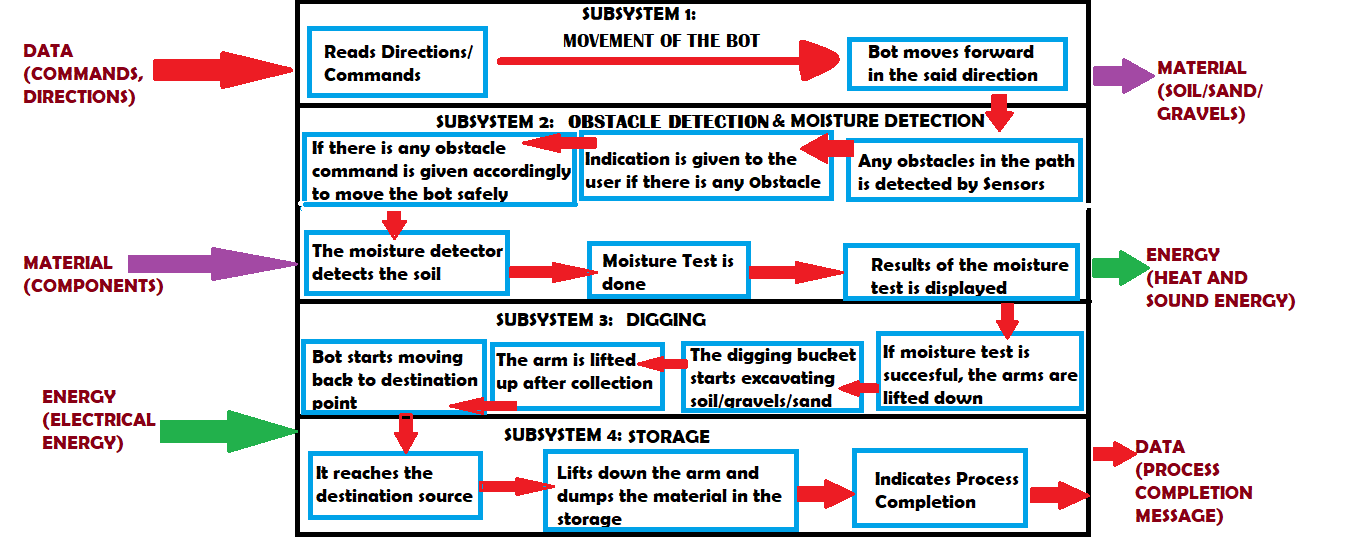 DATA
(COMMANDS,
DIRECTIONS)
MATERIAL
(COMPONENTS)
ENERGY
(ELECTRICAL
ENERGY)
SUBSYSTEM 1:
MOVEMENT OF THE BOT
Reads Directions/
Commands
Bot moves forward
in the said direction
SUBSYSTEM 2: OBSTACLE DETECTION & MOISTURE DETECTION
Any obstacles in the path
is detected by Sensors
Indication is given to the
user if there is any Obstacle
If there is any obstacle
command is given accordingly
to move the bot safely
The moisture detector
detects the soil
Moisture Test is
done
Results of the moisture
test is displayed
SUBSYSTEM 3: DIGGING
If moisture test is
succesful, the arms are
lifted down
The digging bucket
starts excavating
soil/gravels/sand
The arm is lifted
up after collection
Bot starts moving
back to destination
point
SUBSYSTEM 4: STORAGE
It reaches the
destination source
Lifts down the arm and
dumps the material in the
storage
Indicates Process
Completion
MATERIAL
(SOIL/SAND/
GRAVELS)
ENERGY
(HEAT AND
SOUND ENERGY)
DATA
(PROCESS
COMPLETION
MESSAGE)